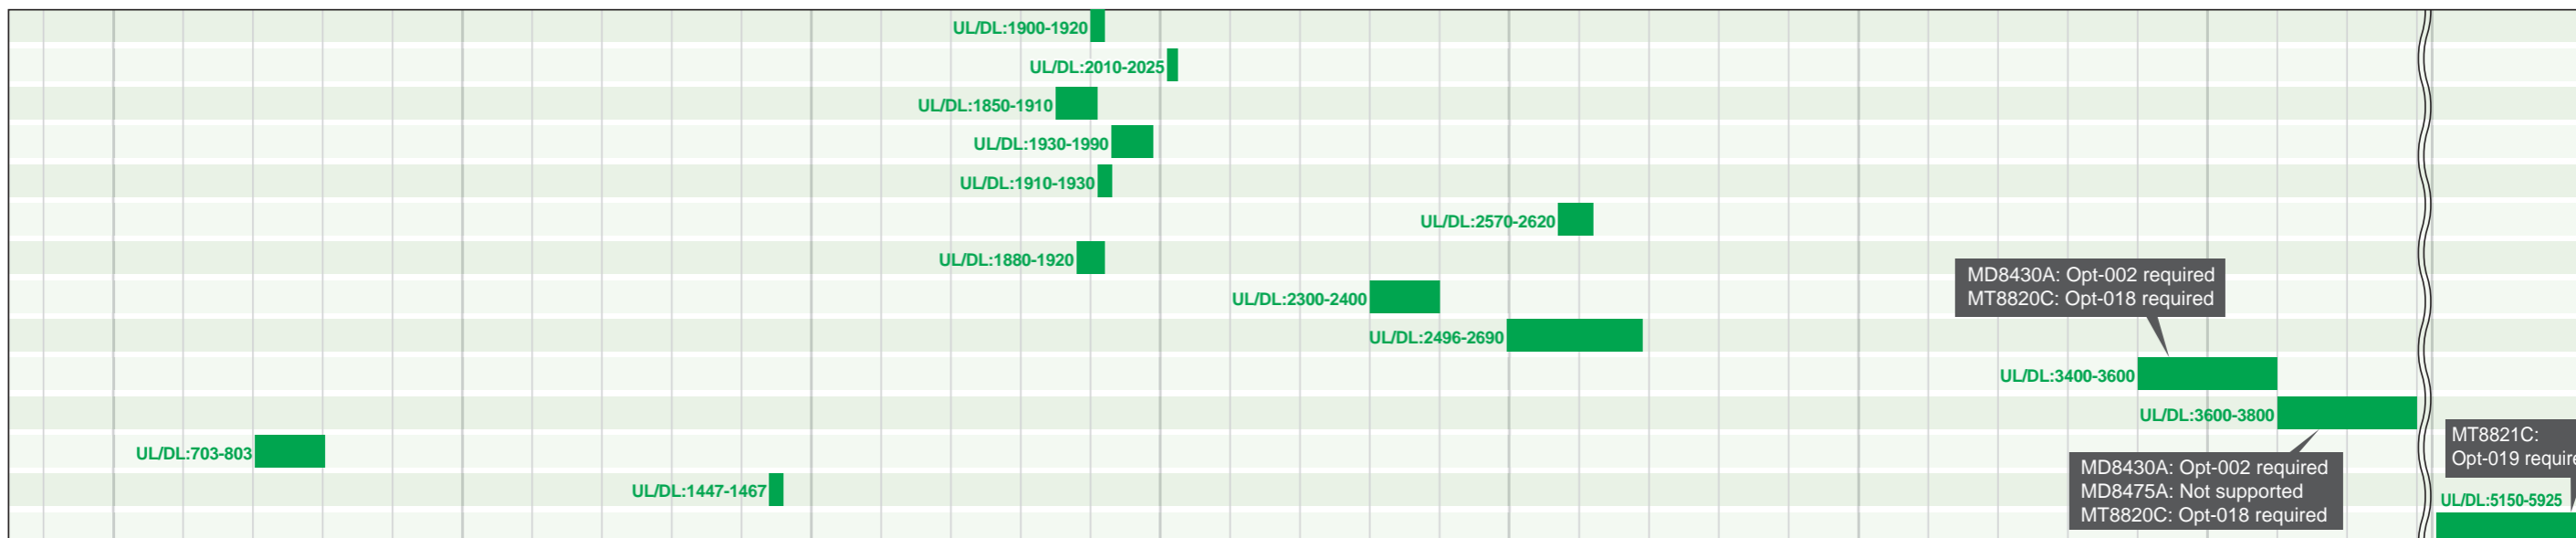 UL/DL:1900-1920
UL/DL:2010-2025
UL/DL:1850-1910
UL/DL:1930-1990
UL/DL:1910-1930
UL/DL:2570-2620
UL/DL:1880-1920
MD8430A: Opt-002 required
MT8820C: Opt-018 required
UL/DL:2300-2400
UL/DL:2496-2690
UL/DL:3400-3600
UL/DL:3600-3800
MT8821C:
Opt-019 require
UL/DL:703-803
MD8430A: Opt-002 required
MD8475A: Not supported
MT8820C: Opt-018 required
UL/DL:1447-1467
UL/DL:5150-5925